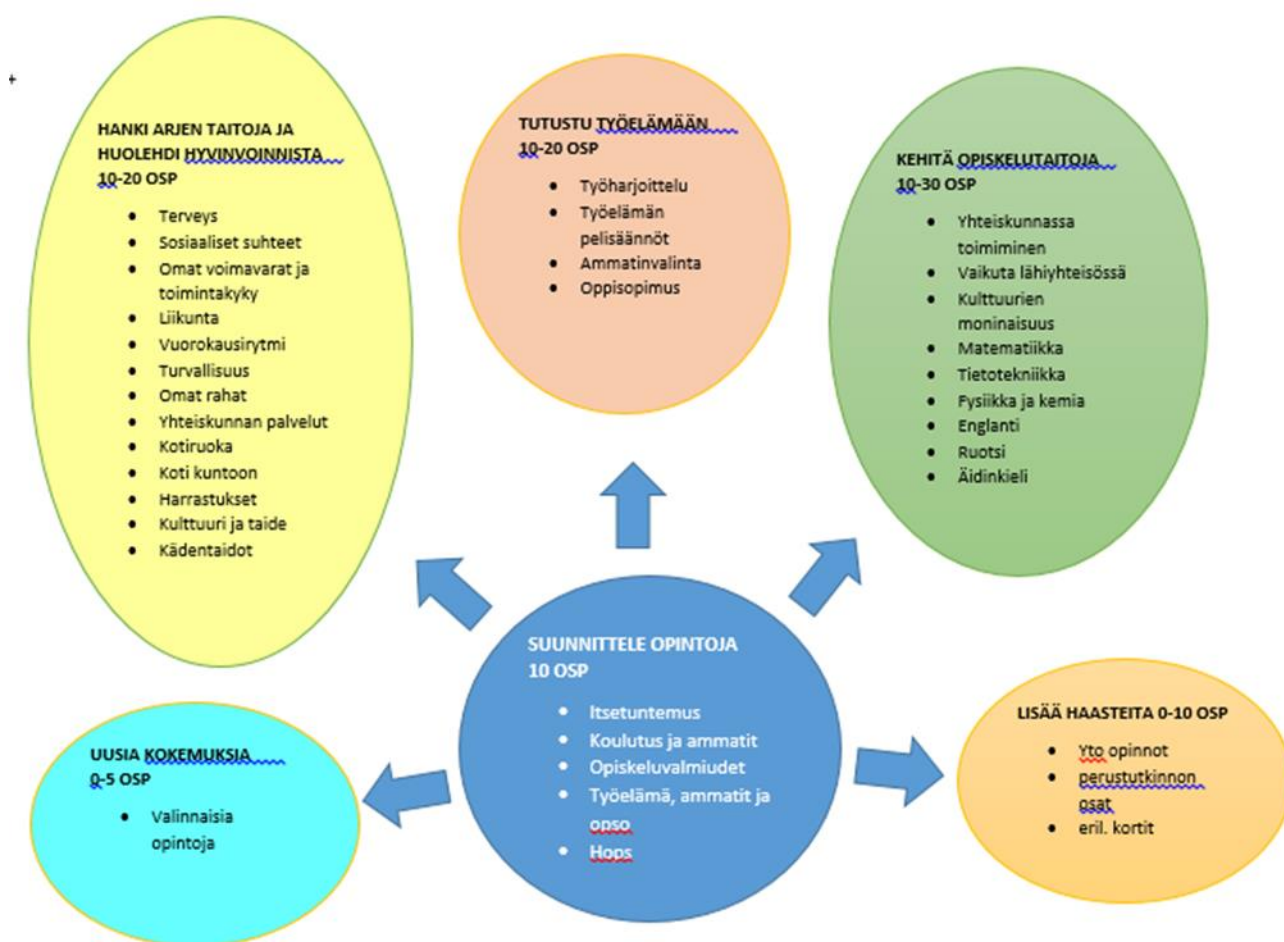 HANKI ARJEN TAITOJA JA
HUOLEHDI HYVINVOINNISTA
10-20 OSP
• Terveys
• Sosiaaliset suhteet
• Omat voimavarat ja
toimintakyky
• Liikunta
• Vuorokausirytmi
• Turvallisuus
• Omat rahat
• Yhteiskunnan palvelut
• Kotiruoka
• Koti kuntoon
• Harrastukset
• Kulttuuri ja taide
• Kädentaidot
TUTUSTU TYÖELÄMÄÄN
10-20 OSP
• Työharjoittelu
• Työelämän
pelisäännöt
• Ammatinvalinta
• Oppisopimus
KEHITÄ OPISKELUTAITOJA
10-30 OSP
• Yhteiskunnassa
toimiminen
• Vaikuta lähiyhteisössä
• Kulttuurien
moninaisuus
• Matematiikka
• Tietotekniikka
• Fysiikka ja kemia
• Englanti
• Ruotsi
• Äidinkieli
SUUNNITTELE OPINTOJA
10 OSP
• Itsetuntemus
• Koulutus ja ammatit
• Opiskeluvalmiudet
• Työelämä, ammatit ja
opso
• Hops
UUSIA KOKEMUKSIA
0-5 OSP
• Valinnaisia
opintoja
LISÄÄ HAASTEITA 0-10 OSP
• Yto opinnot
• perustutkinnon
osat
• eril. kortit